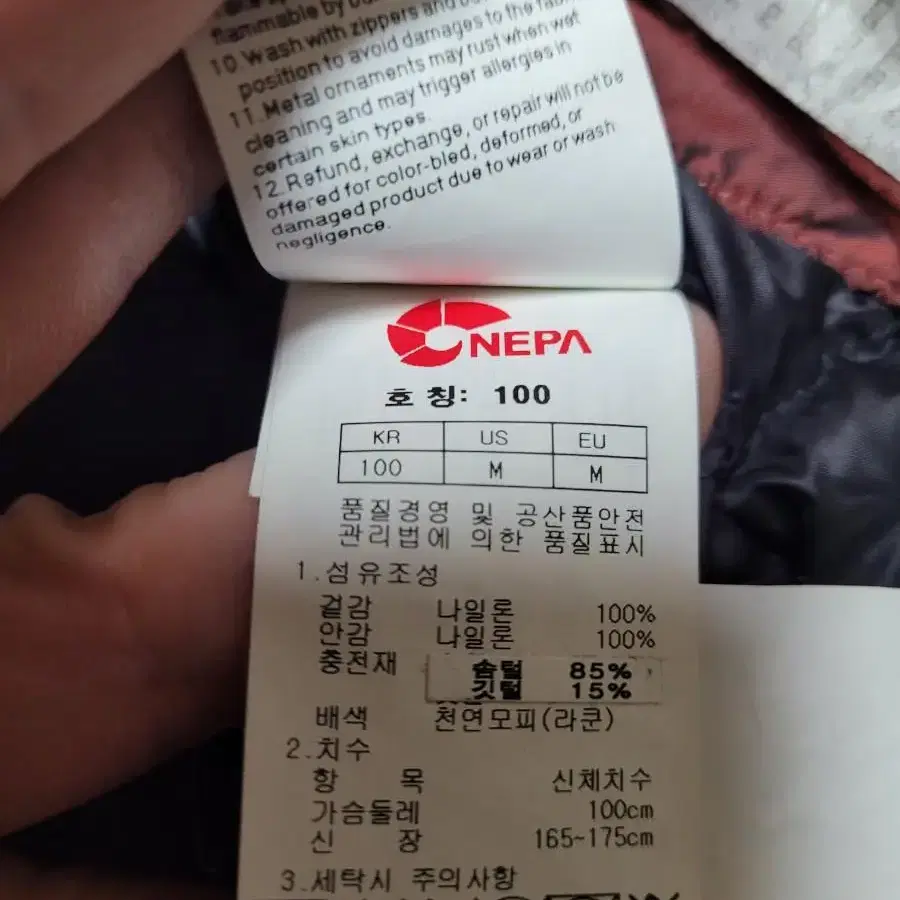 flammable by
10 Wash with zippers and
position to avoid damages to the
11.Metal ornaments may rust when wet
cleaning and may trigger allergies in
certain skin types.
12.Refund, exchange, or repair will not be
offered for color-bled, deformed, or
damaged product due to wear or wash
negligence.
NEPA
호 칭: 100
KR US EU
100 M M
품질경영 및 공산품안전
관리법에 의한 품질표시
1.섬유조성
겉감 나일론 100%
안감 나일론 100%
충전재 솜털 85%
깃털 15%
배색 천연모피(라쿤)
2.치수
항 목 신체치수
가슴둘레 100cm
신 장 165~175cm
3.세탁시 주의사항